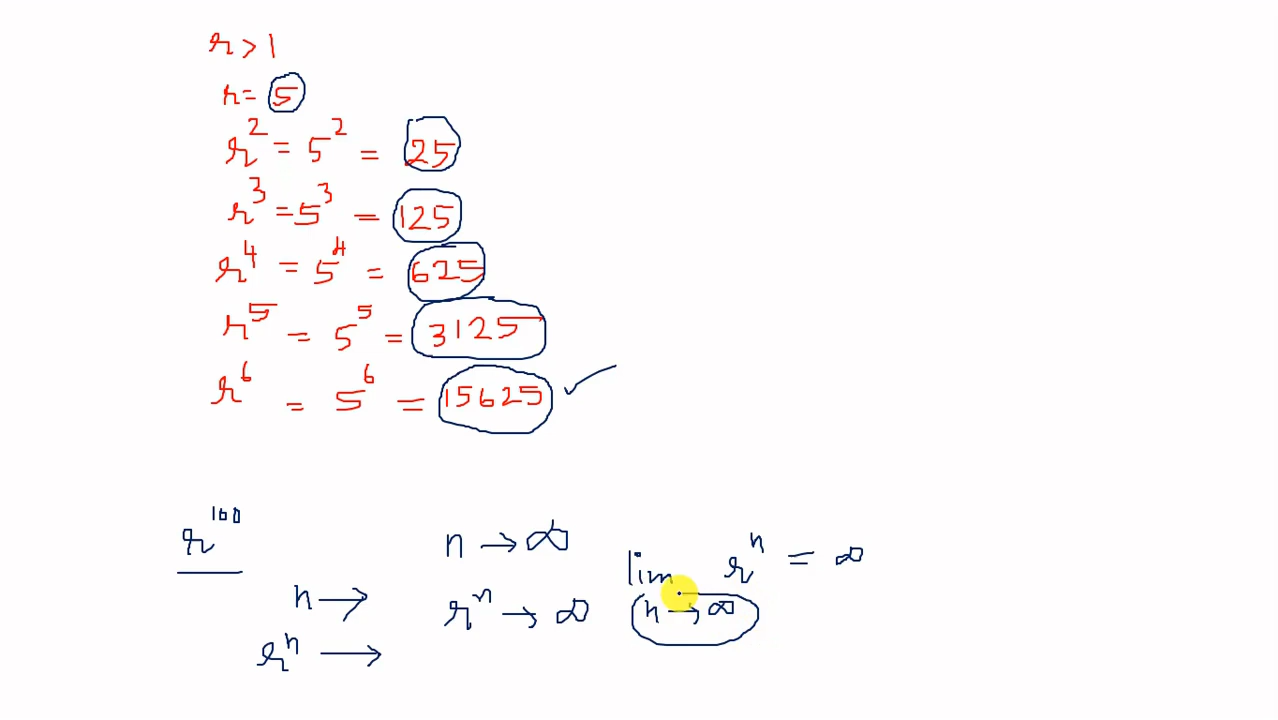 r > 1
r = 5
r² = 5² = 25
r³ = 5³ = 125
r⁴ = 5⁴ = 625
r⁵ = 5⁵ = 3125
r⁶ = 5⁶ = 15625 ✓
r¹⁰⁰
n → ∞
lim n → ∞ rⁿ = ∞
n →
rⁿ → ∞
rⁿ →